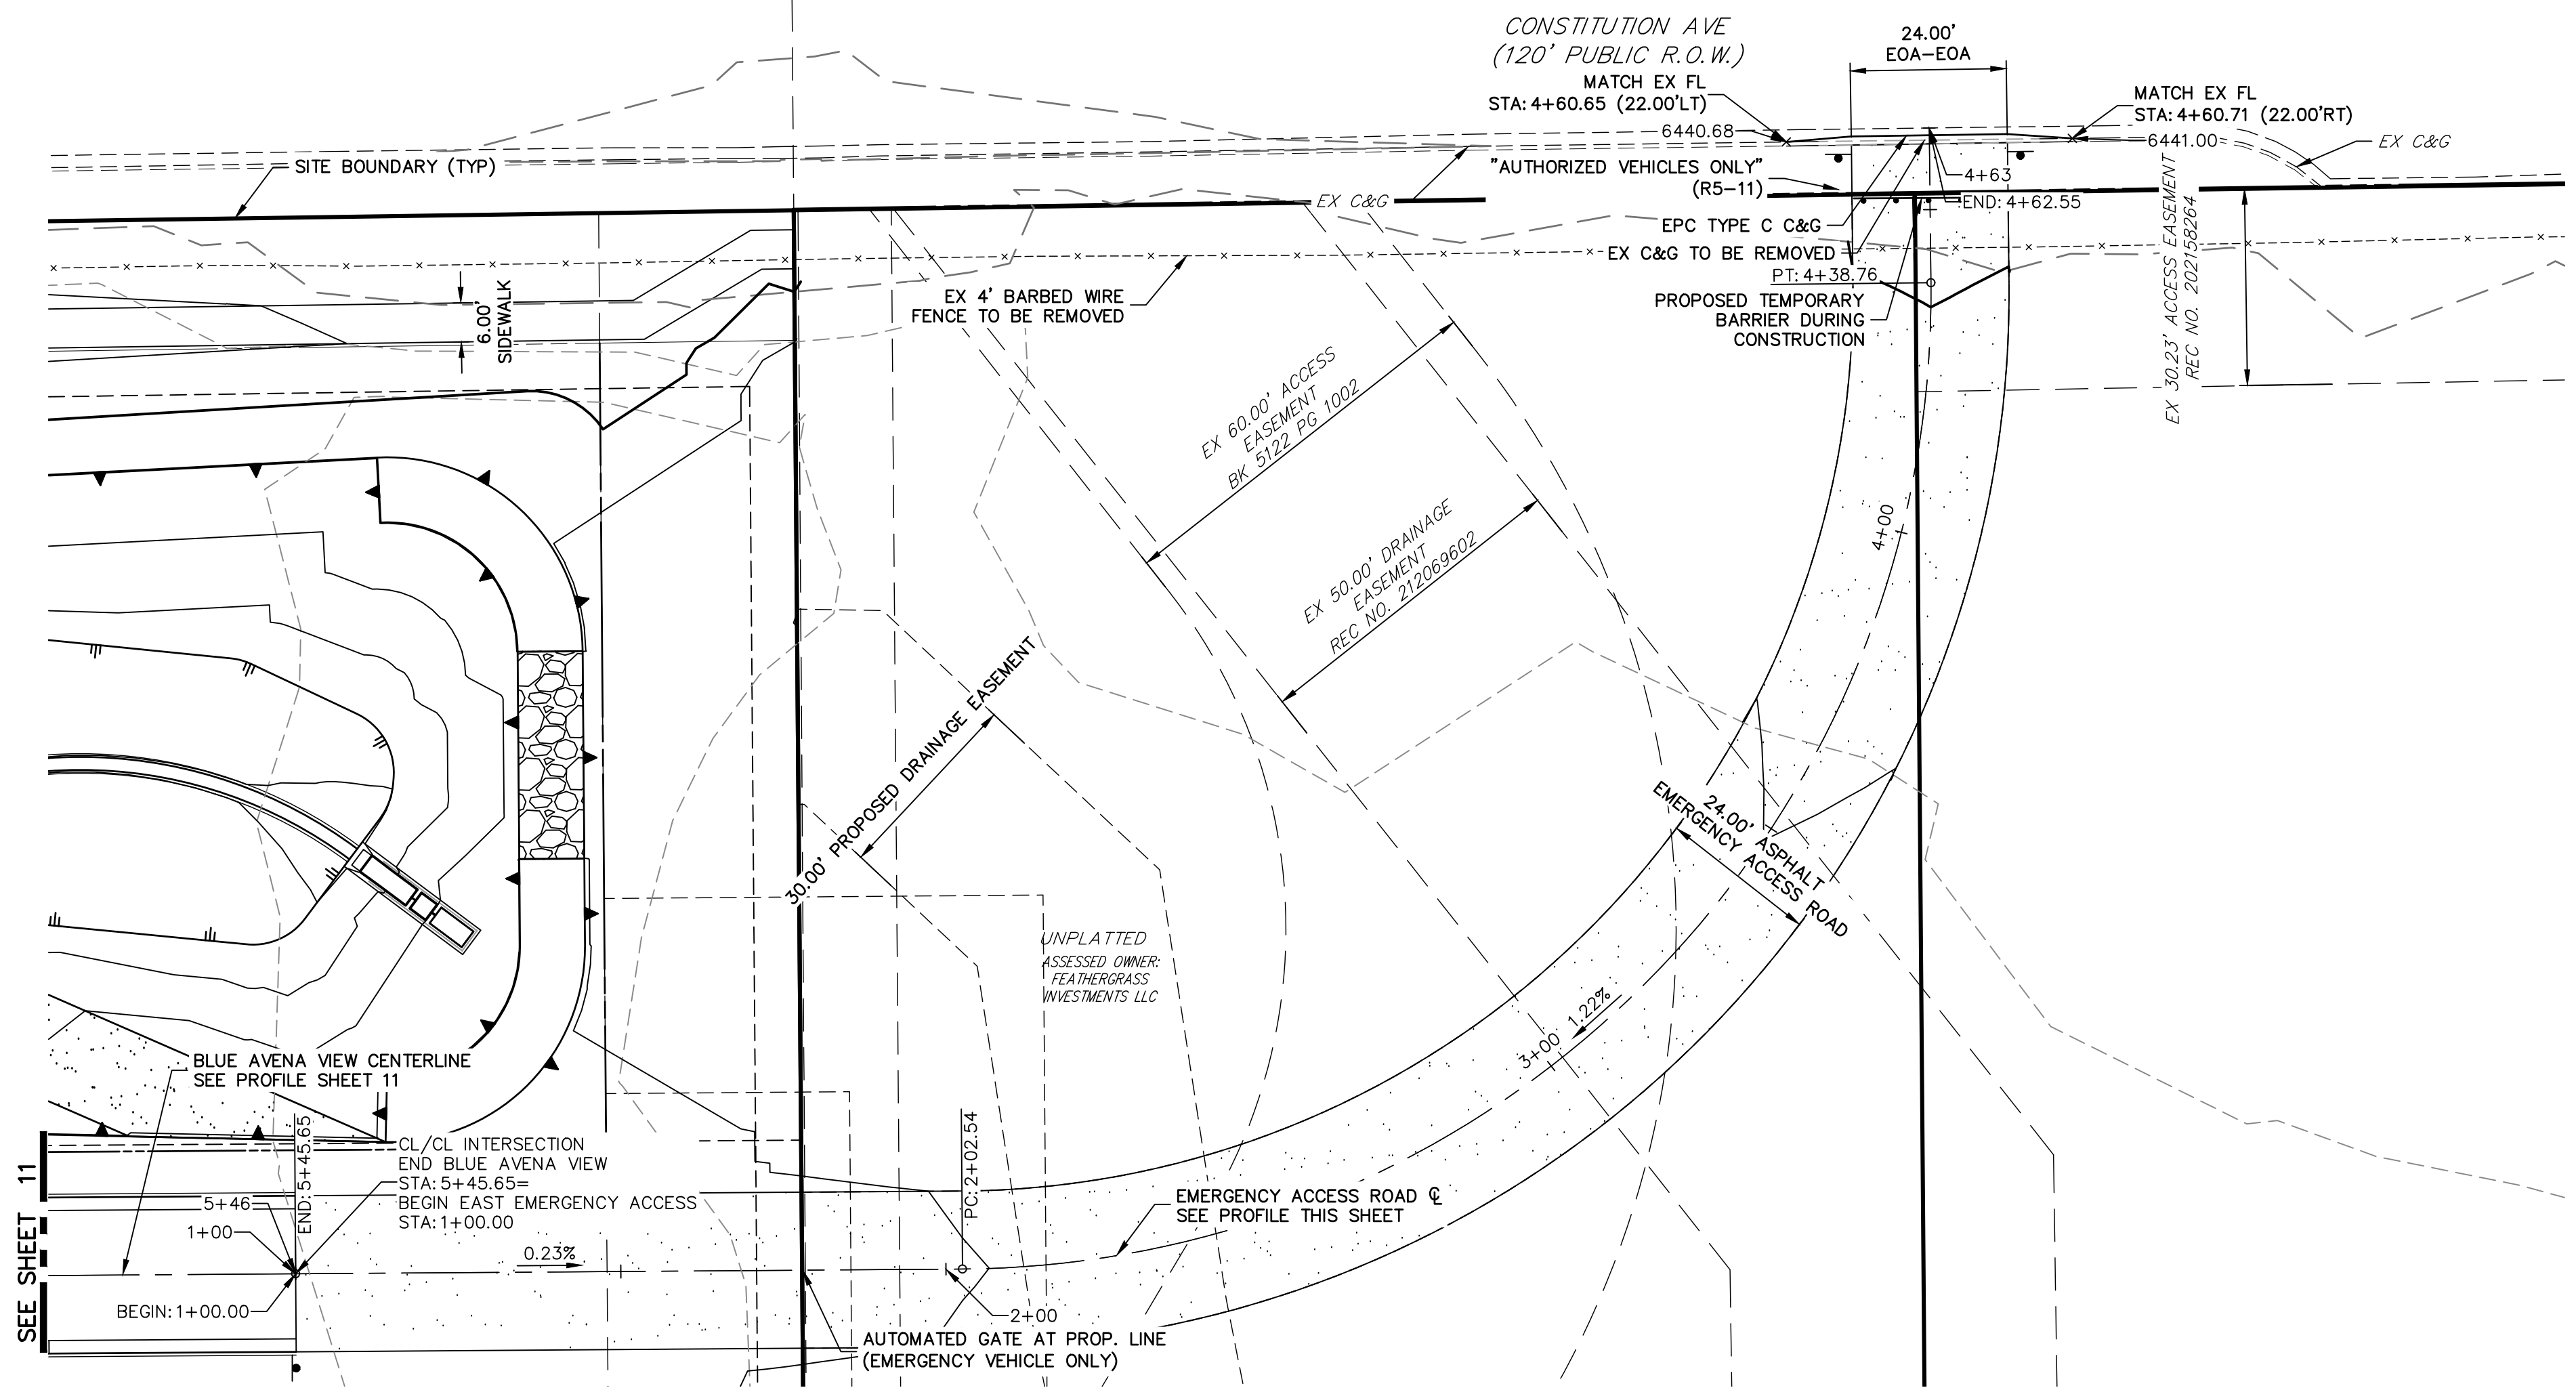 CONSTITUTION AVE
(120' PUBLIC R.O.W.)
24.00'
EOA-EOA
MATCH EX FL
STA: 4+60.65 (22.00'LT)
MATCH EX FL
STA: 4+60.71 (22.00'RT)
6440.68
6441.00
EX C&G
SITE BOUNDARY (TYP)
"AUTHORIZED VEHICLES ONLY"
(R5-11)
4+63
END: 4+62.55
EX C&G
EPC TYPE C C&G
EX C&G TO BE REMOVED
PT: 4+38.76
PROPOSED TEMPORARY
BARRIER DURING
CONSTRUCTION
EX 30.23' ACCESS EASEMENT
REC NO. 202158264
6.00'
SIDEWALK
EX 4' BARBED WIRE
FENCE TO BE REMOVED
EX 60.00' ACCESS
EASEMENT
BK 5122 PG 1002
EX 50.00' DRAINAGE
EASEMENT
REC NO. 212069602
4+00
30.00' PROPOSED DRAINAGE EASEMENT
24.00' ASPHALT
EMERGENCY ACCESS ROAD
UNPLATTED
ASSESSED OWNER:
FEATHERGRASS
INVESTMENTS LLC
1.22%
3+00
BLUE AVENA VIEW CENTERLINE
SEE PROFILE SHEET 11
END: 5+45.65
CL/CL INTERSECTION
END BLUE AVENA VIEW
STA: 5+45.65=
BEGIN EAST EMERGENCY ACCESS
STA: 1+00.00
PC: 2+02.54
5+46
1+00
BEGIN: 1+00.00
0.23%
2+00
EMERGENCY ACCESS ROAD ℄
SEE PROFILE THIS SHEET
AUTOMATED GATE AT PROP. LINE
(EMERGENCY VEHICLE ONLY)
SEE SHEET 11